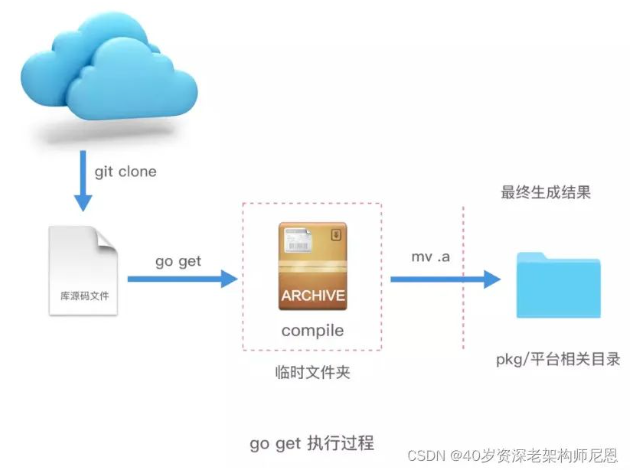 git clone
最终生成结果
库源码文件
go get
ARCHIVE
mv .a
compile
pkg/平台相关目录
临时文件夹
go get 执行过程
CSDN @40岁资深老架构师尼恩